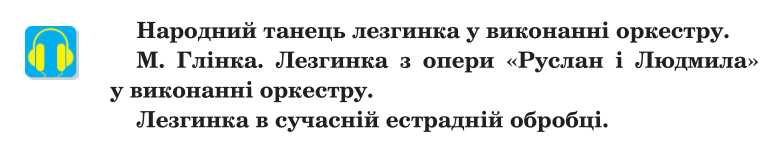 Народний танець лезгинка у виконанні оркестру.
М. Глінка. Лезгинка з опери «Руслан і Людмила»
у виконанні оркестру.
Лезгинка в сучасній естрадній обробці.